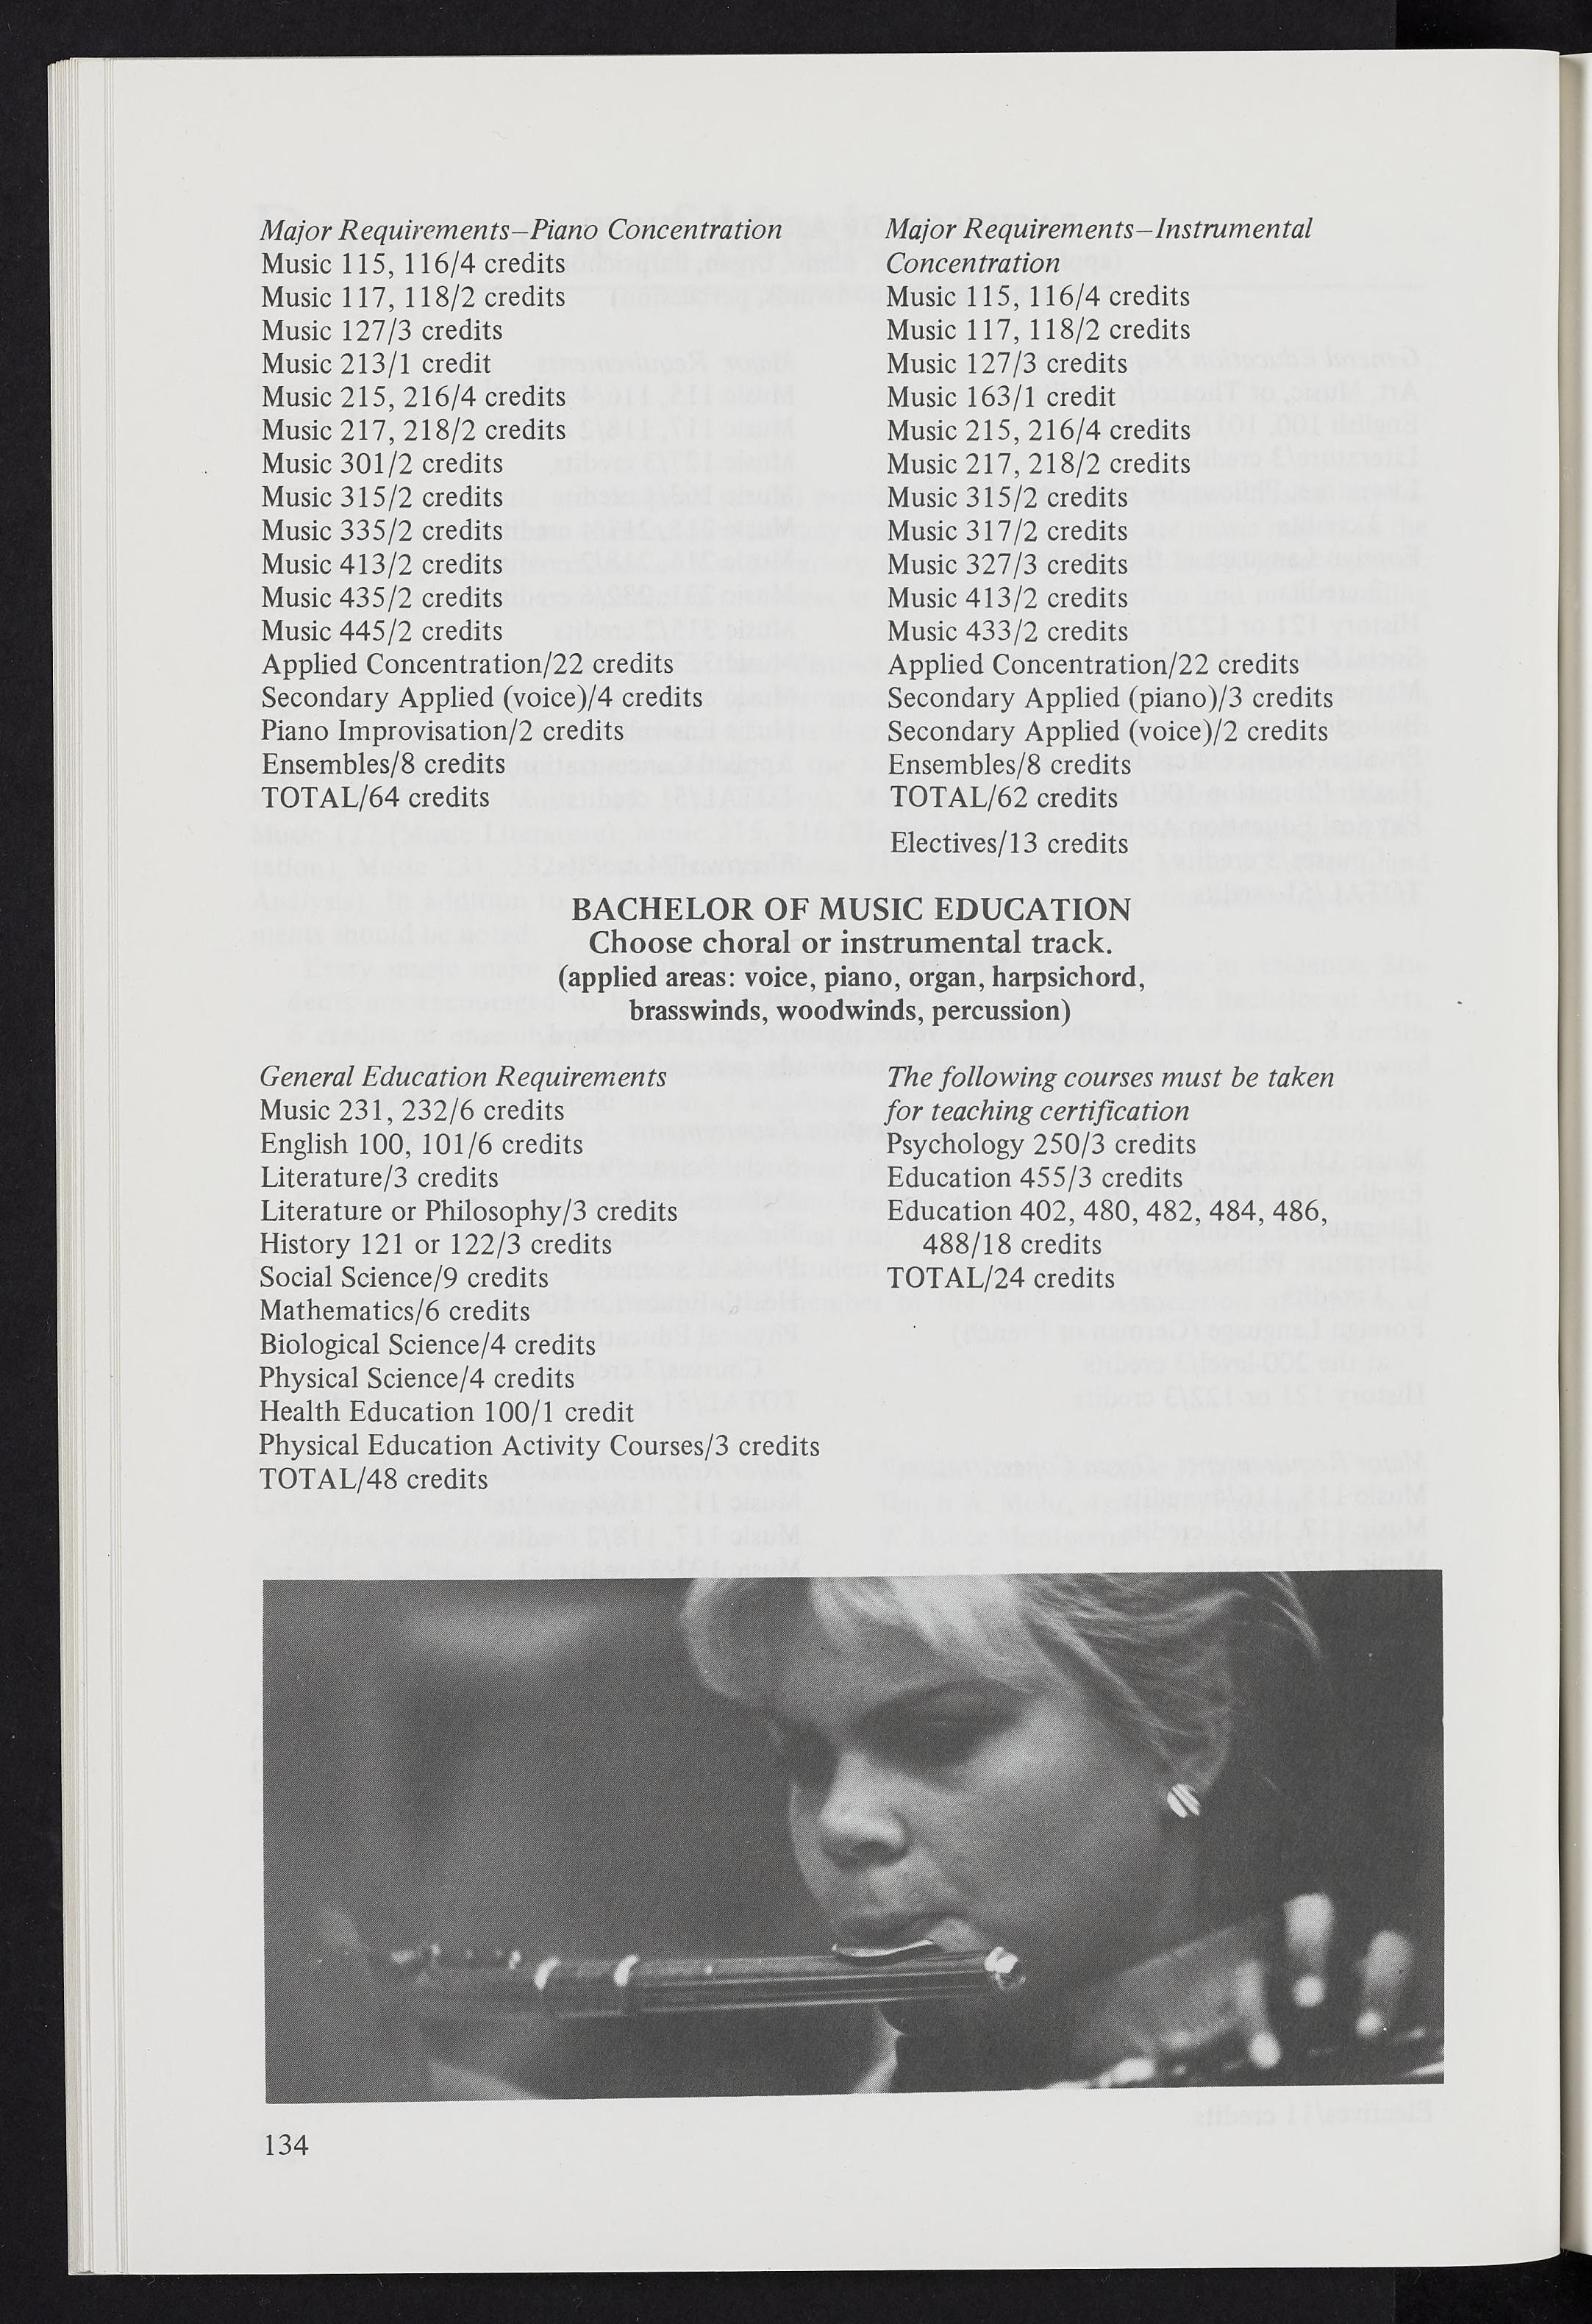 Major Requirements—Piano Concentration
Music 115, 116/4 credits
Music 117, 118/2 credits
Music 127/3 credits
Music 213/1 credit
Music 215, 216/4 credits
Music 217, 218/2 credits
Music 301/2 credits
Music 315/2 credits
Music 335/2 credits
Music 413/2 credits
Music 435/2 credits
Music 445/2 credits
Applied Concentration/22 credits
Secondary Applied (voice)/4 credits
Piano Improvisation/2 credits
Ensembles/8 credits
TOTAL/64 credits
Major Requirements—Instrumental
Concentration
Music 115, 116/4 credits
Music 117, 118/2 credits
Music 127/3 credits
Music 163/1 credit
Music 215, 216/4 credits
Music 217, 218/2 credits
Music 315/2 credits
Music 317/2 credits
Music 327/3 credits
Music 413/2 credits
Music 433/2 credits
Applied Concentration/22 credits
Secondary Applied (piano)/3 credits
Secondary Applied (voice)/2 credits
Ensembles/8 credits
TOTAL/62 credits
Electives/13 credits
BACHELOR OF MUSIC EDUCATION
Choose choral or instrumental track.
(applied areas: voice, piano, organ, harpsichord,
brasswinds, woodwinds, percussion)
General Education Requirements
Music 231, 232/6 credits
English 100, 101/6 credits
Literature/3 credits
Literature or Philosophy/3 credits
History 121 or 122/3 credits
Social Science/9 credits
Mathematics/6 credits
Biological Science/4 credits
Physical Science/4 credits
Health Education 100/1 credit
Physical Education Activity Courses/3 credits
TOTAL/48 credits
The following courses must be taken
for teaching certification
Psychology 250/3 credits
Education 455/3 credits
Education 402, 480, 482, 484, 486,
488/18 credits
TOTAL/24 credits
134